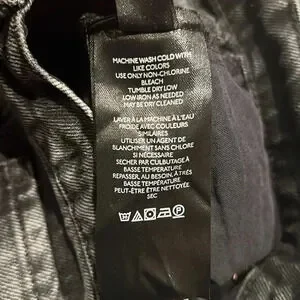 MACHINE WASH COLD WITH
LIKE COLORS
USE ONLY NON-CHLORINE
BLEACH
TUMBLE DRY LOW
LOW IRON AS NEEDED
MAY BE DRY CLEANED
LAVER À LA MACHINE À L'EAU
FROIDE AVEC COULEURS
SIMILAIRES
UTILISER UN AGENT DE
BLANCHIMENT SANS CHLORE
SI NÉCESSAIRE
SECHER PAR CULBUTAGE À
BASSE TEMPÉRATURE
REPASSER, AU BESOIN, À TRÈS
BASSE TEMPÉRATURE
PEUT-ÊTRE ÊTRE NETTOYÉE
SEC